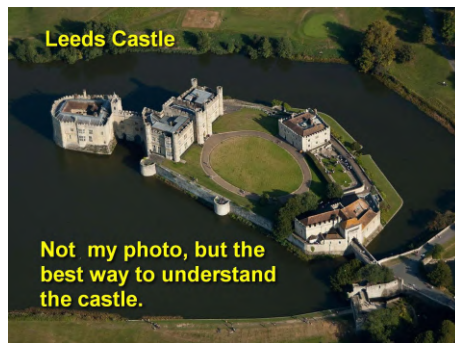 Leeds Castle
Not my photo, but the
best way to understand
the castle.